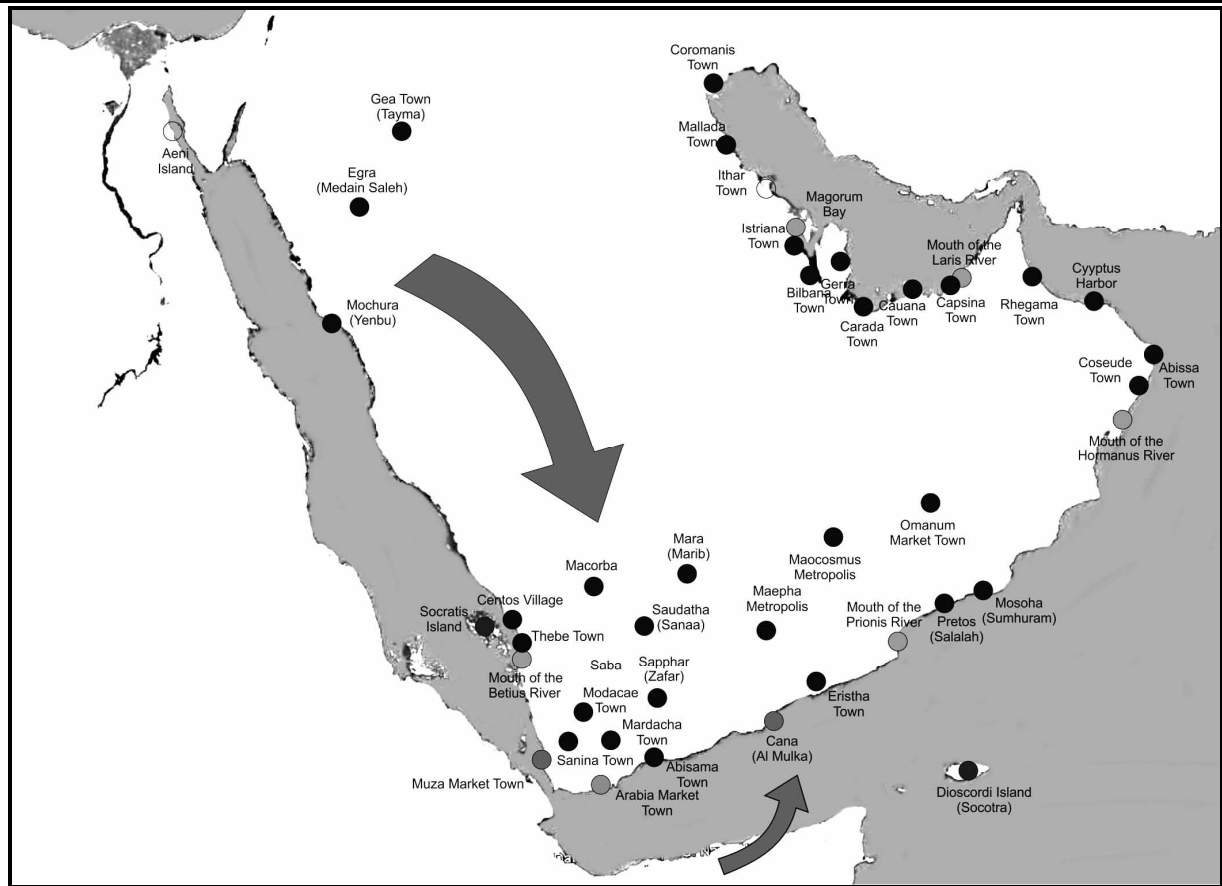 Coromanis
Town
Gea Town
(Tayma)
Mallada
Town
Aeni
Island
Egra
(Medain Saleh)
Ithar
Town
Magorum
Bay
Istriana
Town
Mouth of the
Laris River
Cyyptus
Harbor
Bilbana
Town
Gerra
Town
Cauana
Town
Capsina
Town
Rhegama
Town
Mochura
(Yenbu)
Carada
Town
Coseude
Town
Abissa
Town
Mouth of the
Hormanus River
Omanum
Market Town
Mara
(Marib)
Maocosmus
Metropolis
Macorba
Maepha
Metropolis
Centos Village
Socratis
Island
Saudatha
(Sanaa)
Mouth of the
Prionis River
Mosoha
(Sumhuram)
Pretos
(Salalah)
Thebe Town
Mouth of the
Betius River
Saba
Sapphar
(Zafar)
Modacae
Town
Eristha
Town
Mardacha
Town
Sanina Town
Cana
(Al Mulka)
Abisama
Town
Muza Market Town
Arabia Market
Town
Dioscordi Island
(Socotra)